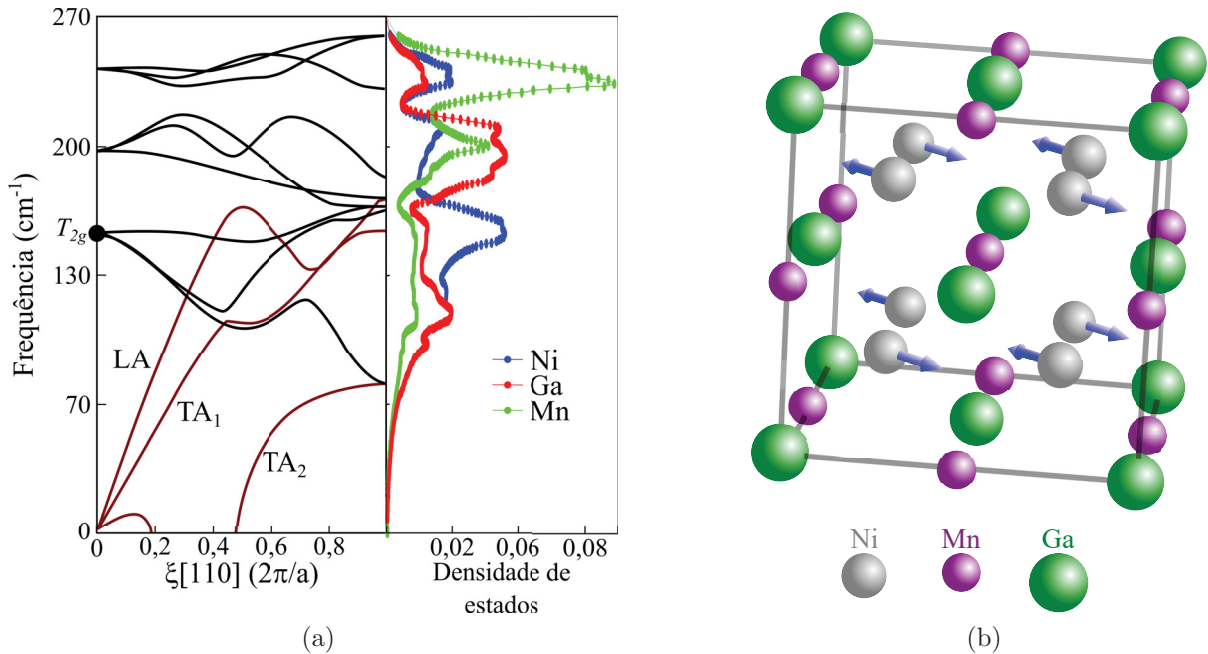 270
200
T2g
130
70
0
Frequência (cm-1)
LA
TA1
TA2
0
0,2
0,4
0,6
0,8
ξ[110] (2π/a)
Ni
Ga
Mn
0,02
0,06
0,08
Densidade de
estados
(a)
Ni
Mn
Ga
(b)